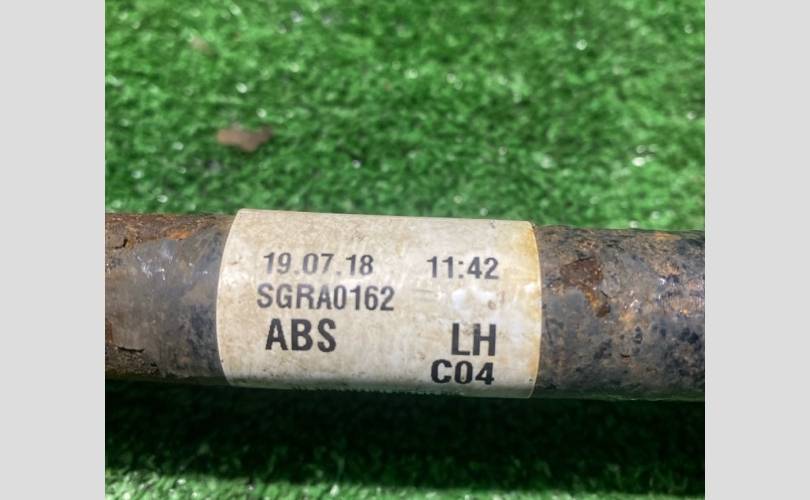 19.07.18 11:42
SGRA0162
ABS LH
C04